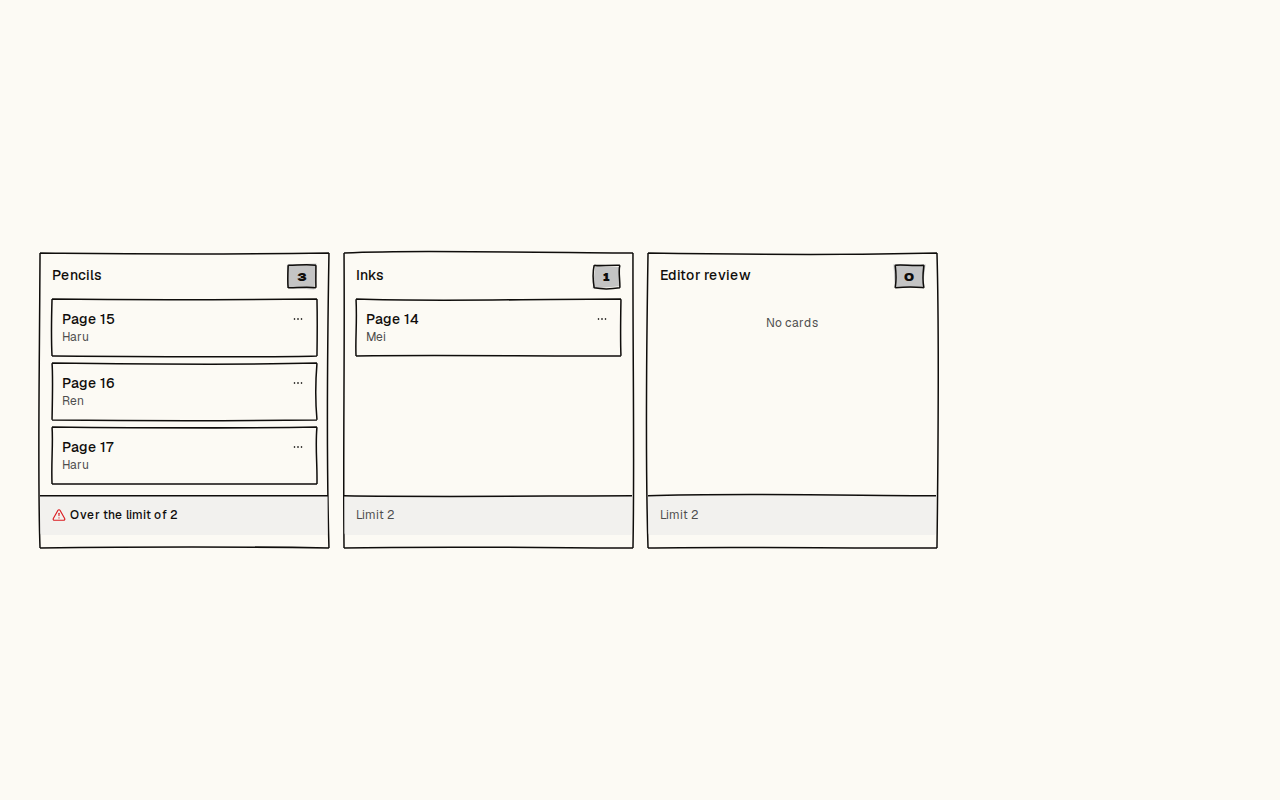 Pencils
3
Page 15
...
Haru
Page 16
...
Ren
Page 17
...
Haru
Over the limit of 2
Inks
1
Page 14
...
Mei
Limit 2
Editor review
0
No cards
Limit 2